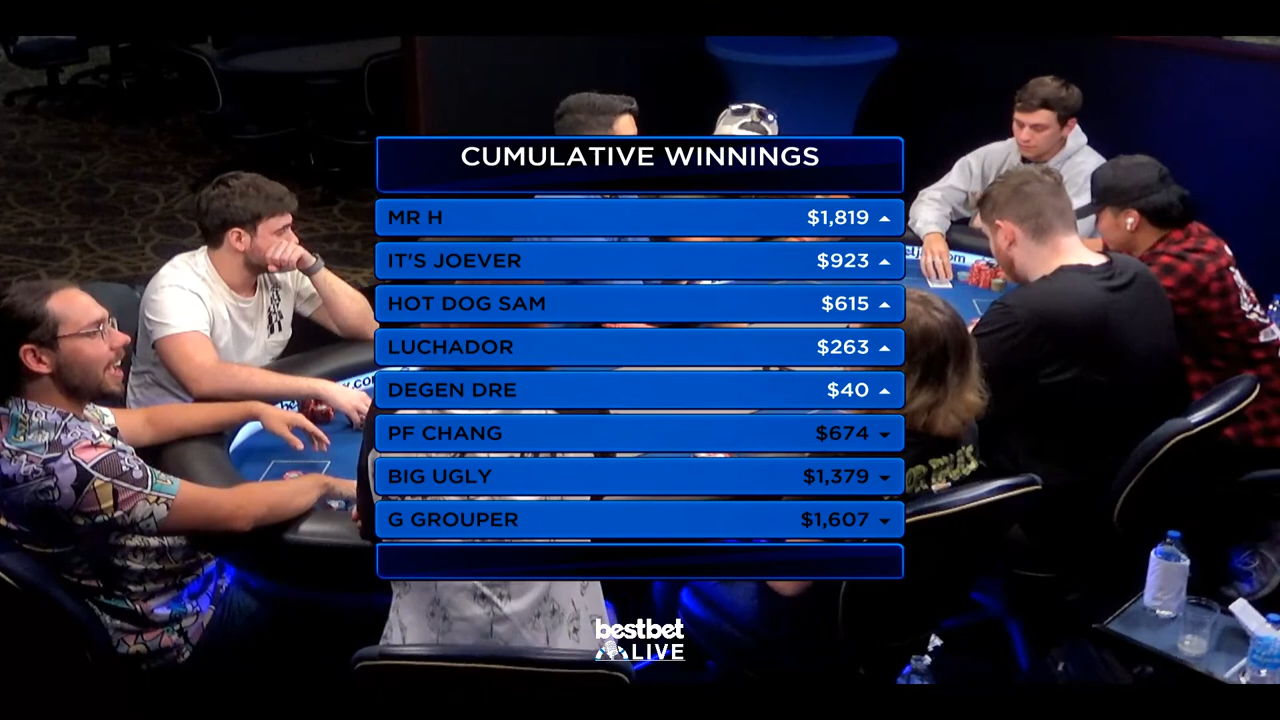 CUMULATIVE WINNINGS
MR H $1,819 ▲
IT'S JOEVER $923 ▲
HOT DOG SAM $615 ▲
LUCHADOR $263 ▲
DEGEN DRE $40 ▲
PF CHANG $674 ▼
BIG UGLY $1,379 ▼
G GROUPER $1,607 ▼
bestbet
LIVE